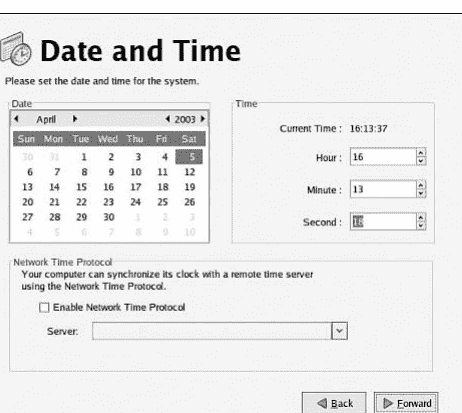 Date and Time
Please set the date and time for the system.
Date
April 2003
Sun Mon Tue Wed Thu Fri Sat
30 31 1 2 3 4 5
6 7 8 9 10 11 12
13 14 15 16 17 18 19
20 21 22 23 24 25 26
27 28 29 30 1 2 3
4 5 6 7 8 9 10
Time
Current Time : 16:13:37
Hour : 16
Minute : 13
Second :
Network Time Protocol
Your computer can synchronize its clock with a remote time server
using the Network Time Protocol.
Enable Network Time Protocol
Server:
Back
Forward